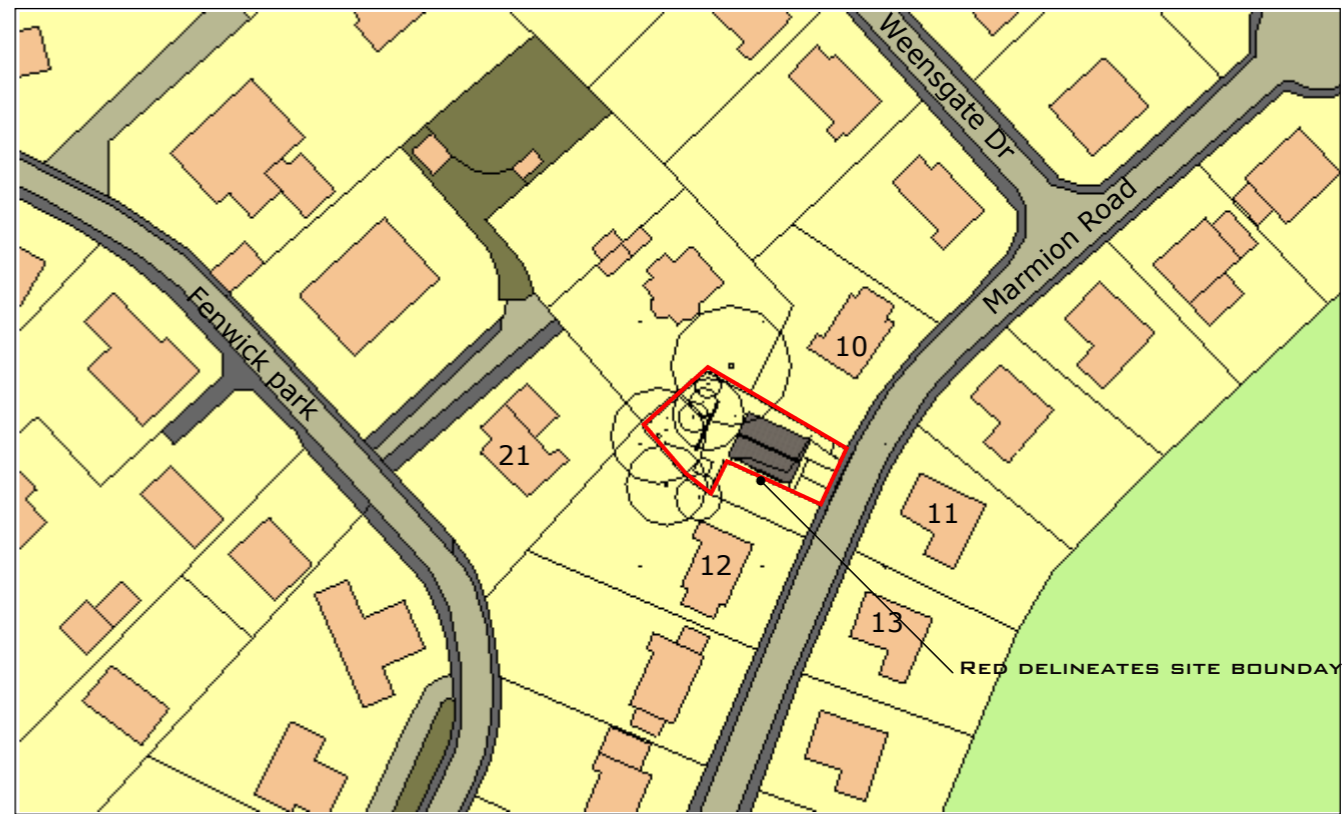 Weensgate Dr
Marmion Road
Fenwick park
10
21
11
12
13
RED DELINEATES SITE BOUNDAY